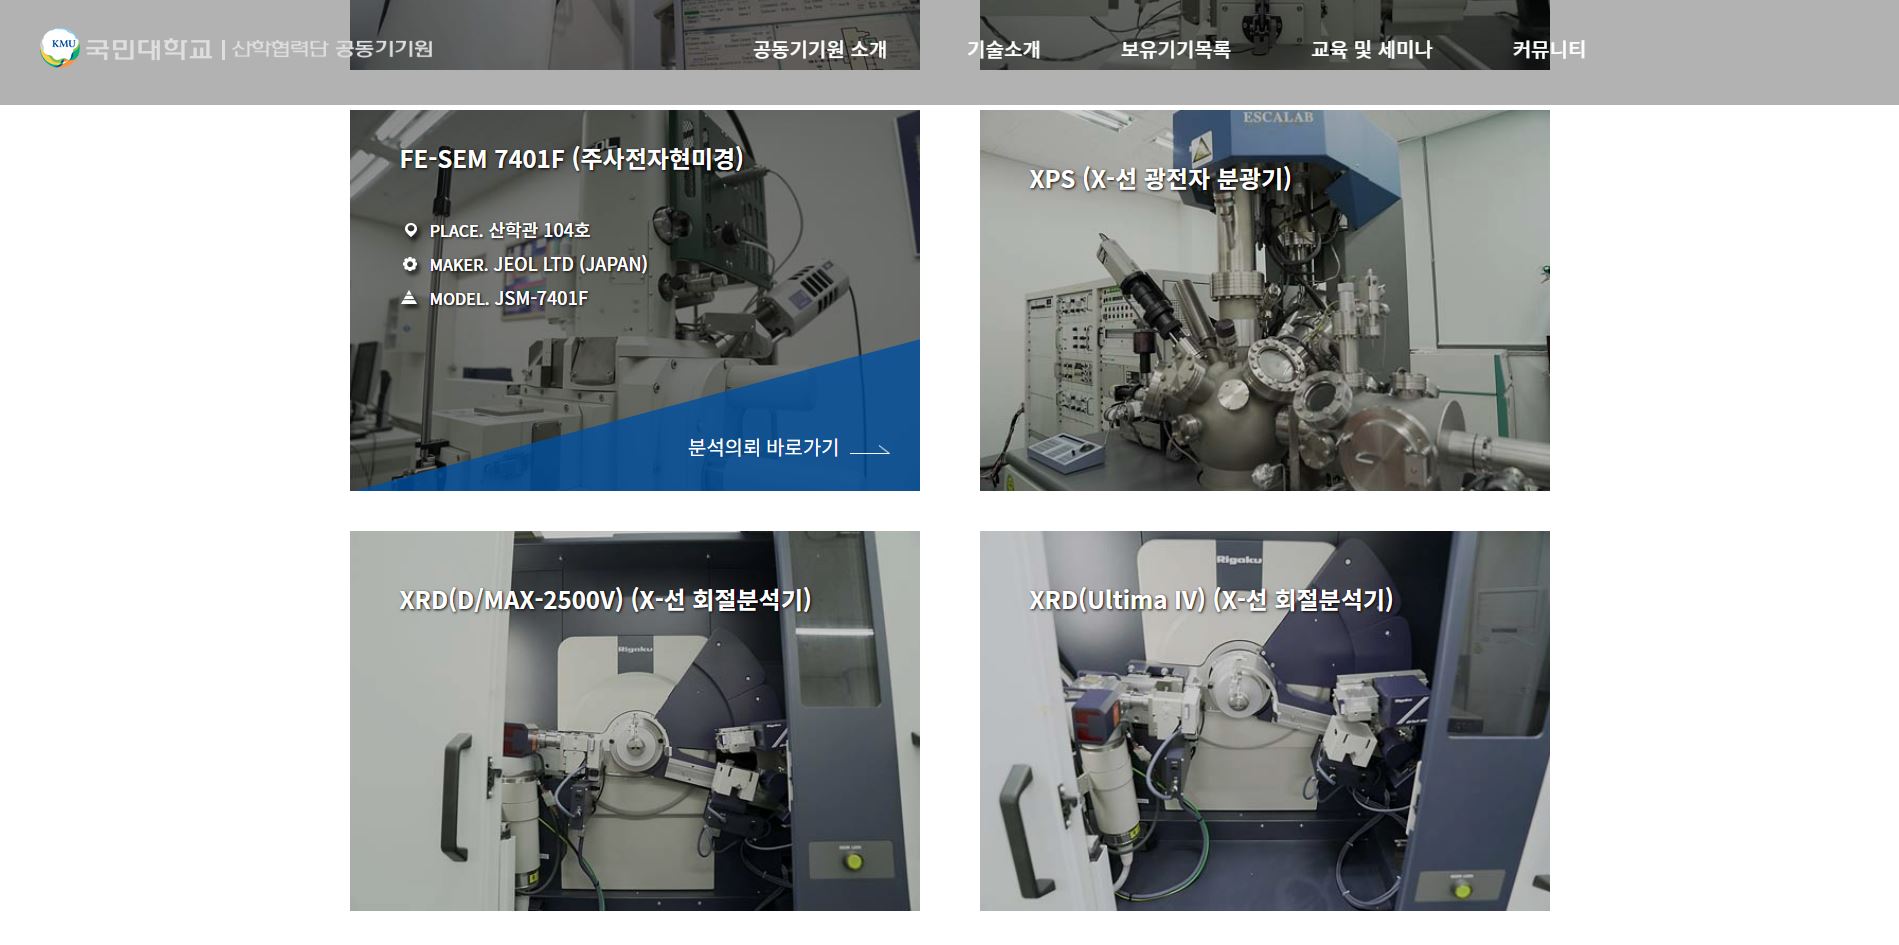 KMU 국민대학교 | 산학협력단 공동기기원
공동기기원 소개
기술소개
보유기기목록
교육 및 세미나
커뮤니티
FE-SEM 7401F (주사전자현미경)
PLACE. 산학관 104호
MAKER. JEOL LTD (JAPAN)
MODEL. JSM-7401F
분석의뢰 바로가기
ESCALAB
XPS (X-선 광전자 분광기)
XRD(D/MAX-2500V) (X-선 회절분석기)
Rigaku
Rigaku
Rigaku
XRD(Ultima IV) (X-선 회절분석기)
Rigaku